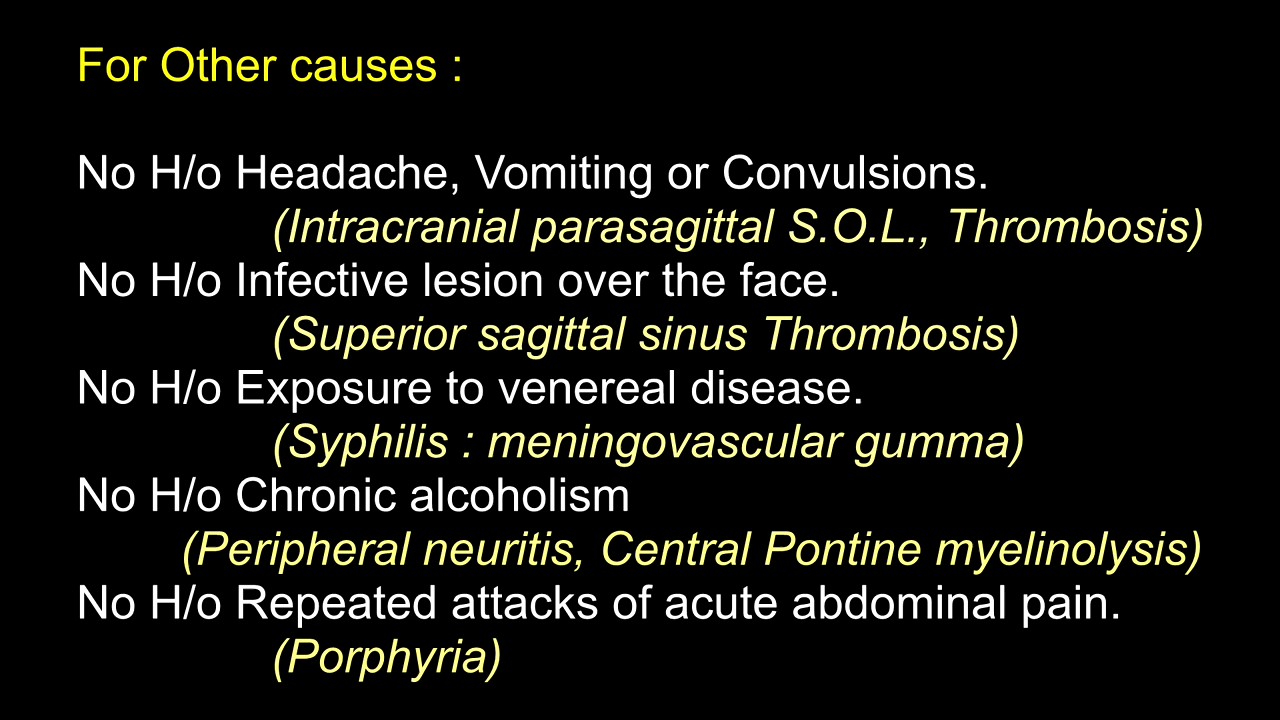 For Other causes :
No H/o Headache, Vomiting or Convulsions.
(Intracranial parasagittal S.O.L., Thrombosis)
No H/o Infective lesion over the face.
(Superior sagittal sinus Thrombosis)
No H/o Exposure to venereal disease.
(Syphilis : meningovascular gumma)
No H/o Chronic alcoholism
(Peripheral neuritis, Central Pontine myelinolysis)
No H/o Repeated attacks of acute abdominal pain.
(Porphyria)